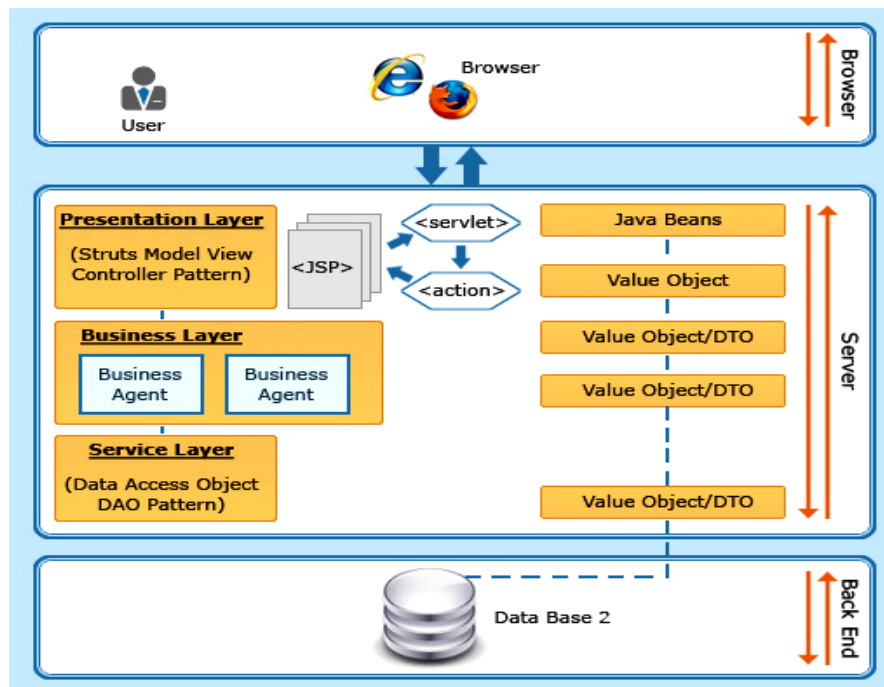 Browser
User
Browser
Presentation Layer
(Struts Model View
Controller Pattern)
<JSP>
<servlet>
<action>
Java Beans
Value Object
Business Layer
Business
Agent
Business
Agent
Value Object/DTO
Value Object/DTO
Server
Service Layer
(Data Access Object
DAO Pattern)
Value Object/DTO
Data Base 2
Back End